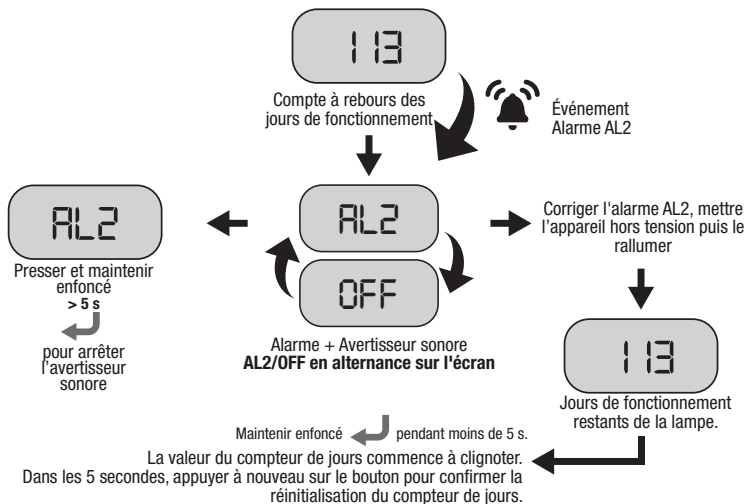 113
Compte à rebours des
jours de fonctionnement
Événement
Alarme AL2
AL2
Presser et maintenir
enfoncé
> 5 s
pour arrêter
l'avertisseur
sonore
AL2
OFF
Alarme + Avertisseur sonore
AL2/OFF en alternance sur l'écran
Corriger l'alarme AL2, mettre
l'appareil hors tension puis le
rallumer
113
Jours de fonctionnement
restants de la lampe.
Maintenir enfoncé pendant moins de 5 s.
La valeur du compteur de jours commence à clignoter.
Dans les 5 secondes, appuyer à nouveau sur le bouton pour confirmer la
réinitialisation du compteur de jours.